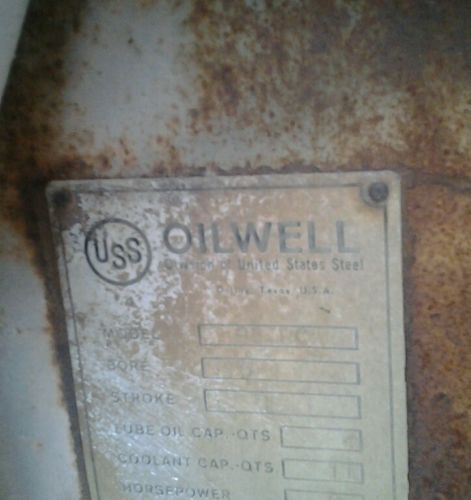 USS OILWELL
Division of United States Steel
Dallas, Texas U.S.A.
MODEL
BORE
STROKE
LUBE OIL CAP.-QTS
COOLANT CAP.-QTS
HORSEPOWER